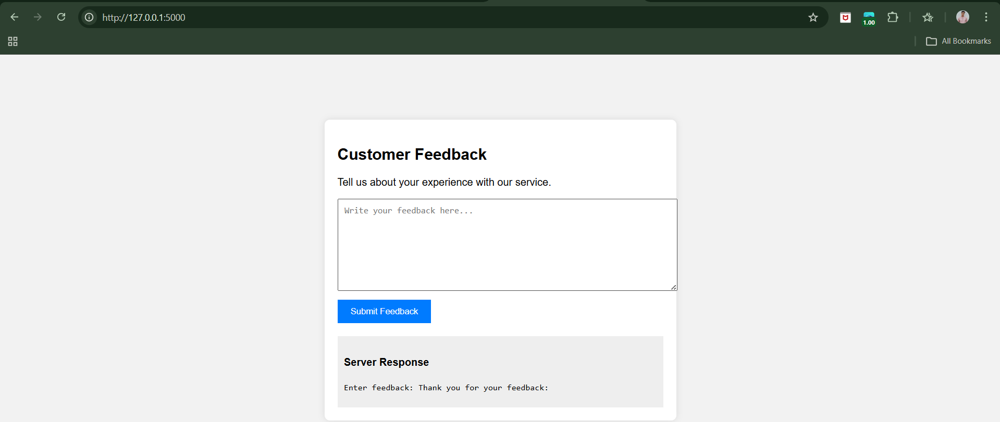 http://127.0.0.1:5000
1.00
All Bookmarks
Customer Feedback
Tell us about your experience with our service.
Write your feedback here...
Submit Feedback
Server Response
Enter feedback: Thank you for your feedback: